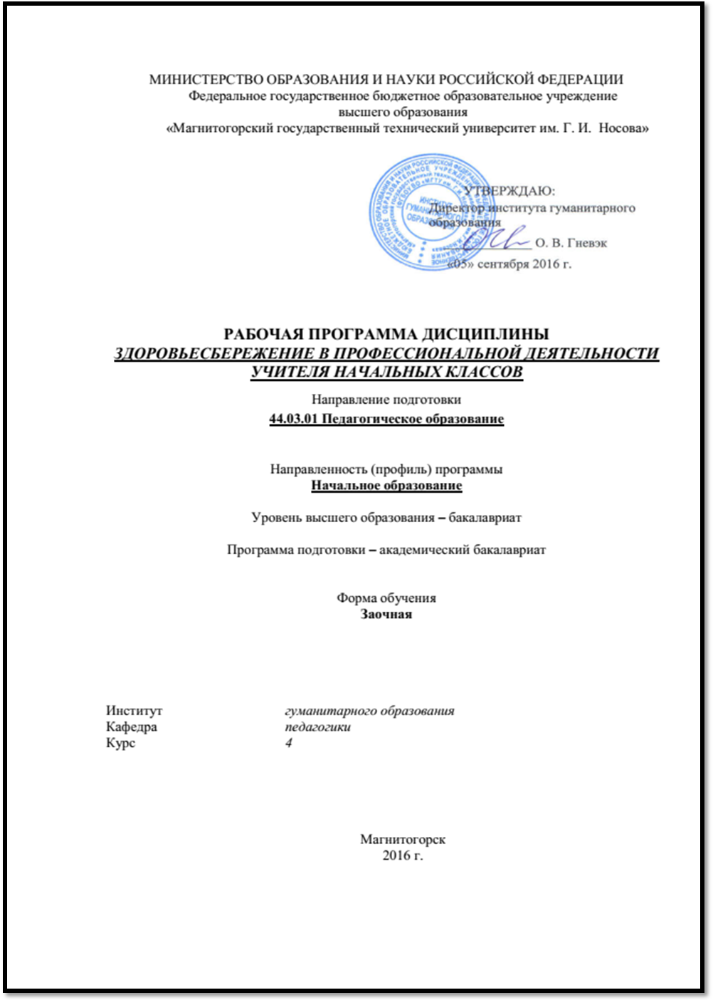 МИНИСТЕРСТВО ОБРАЗОВАНИЯ И НАУКИ РОССИЙСКОЙ ФЕДЕРАЦИИ
Федеральное государственное бюджетное образовательное учреждение
высшего образования
«Магнитогорский государственный технический университет им. Г. И. Носова»
ИНСТИТУТ
ГУМАНИТАРНОГО
ОБРАЗОВАНИЯ
УТВЕРЖДАЮ:
Директор института гуманитарного
образования
О. В. Гневэк
«05» сентября 2016 г.
РАБОЧАЯ ПРОГРАММА ДИСЦИПЛИНЫ
ЗДОРОВЬЕСБЕРЕЖЕНИЕ В ПРОФЕССИОНАЛЬНОЙ ДЕЯТЕЛЬНОСТИ
УЧИТЕЛЯ НАЧАЛЬНЫХ КЛАССОВ
Направление подготовки
44.03.01 Педагогическое образование
Направленность (профиль) программы
Начальное образование
Уровень высшего образования – бакалавриат
Программа подготовки – академический бакалавриат
Форма обучения
Заочная
Институт гуманитарного образования
Кафедра педагогики
Курс 4
Магнитогорск
2016 г.